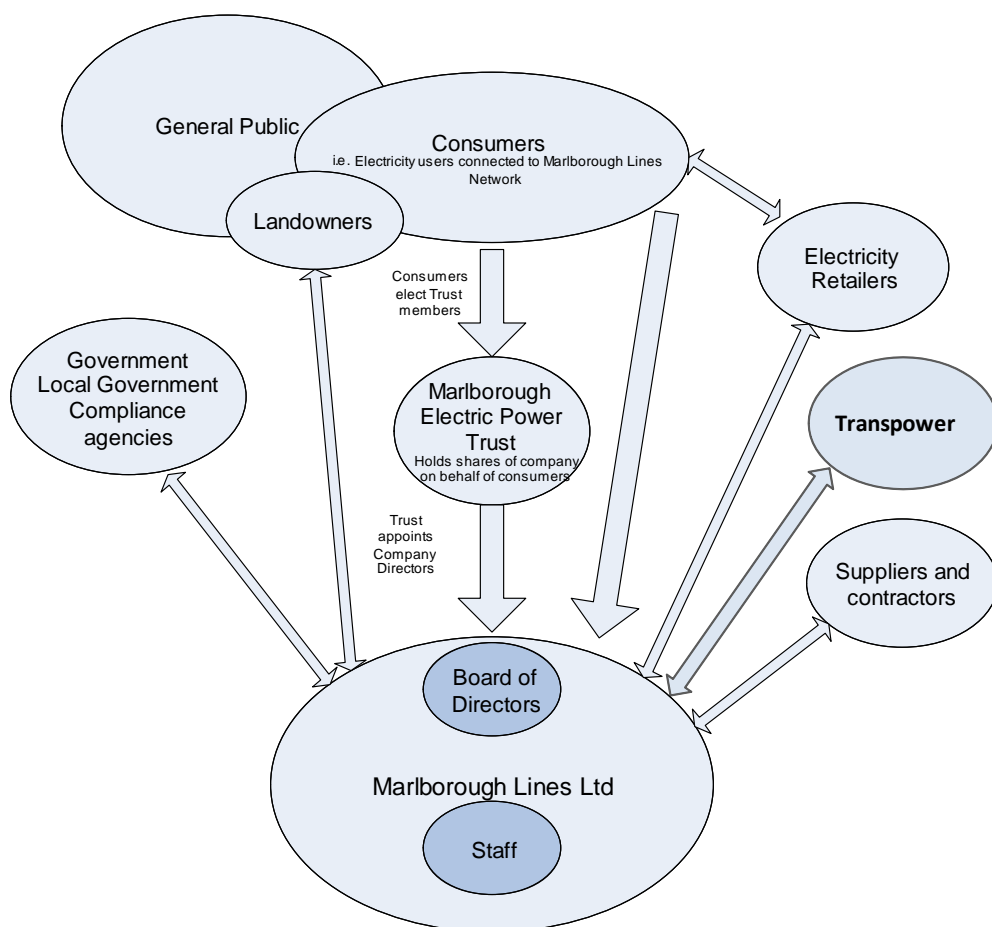 General Public
Consumers
i.e. Electricity users connected to Marlborough Lines
Network
Landowners
Electricity
Retailers
Consumers
elect Trust
members
Government
Local Government
Compliance
agencies
Marlborough
Electric Power
Trust
Holds shares of company
on behalf of consumers
Transpower
Trust
appoints
Company
Directors
Suppliers and
contractors
Board of
Directors
Marlborough Lines Ltd
Staff